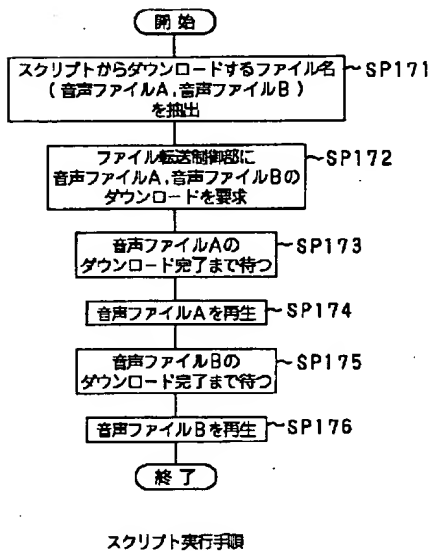 開始
スクリプトからダウンロードするファイル名
(音声ファイルA,音声ファイルB)
を抽出
SP171
ファイル転送制御部に
音声ファイルA,音声ファイルBの
ダウンロードを要求
SP172
音声ファイルAの
ダウンロード完了まで待つ
SP173
音声ファイルAを再生
SP174
音声ファイルBの
ダウンロード完了まで待つ
SP175
音声ファイルBを再生
SP176
終了
スクリプト実行手順